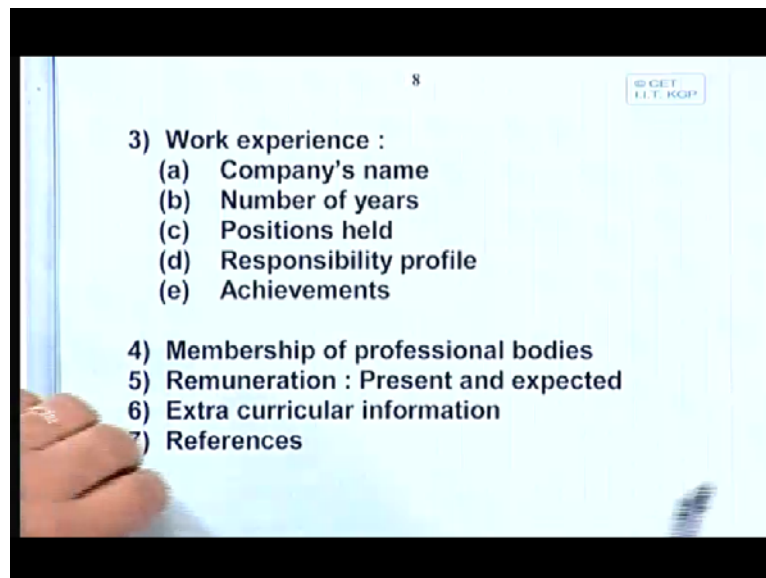 8
© CET
I.I.T. KGP
3) Work experience :
(a) Company's name
(b) Number of years
(c) Positions held
(d) Responsibility profile
(e) Achievements
4) Membership of professional bodies
5) Remuneration : Present and expected
6) Extra curricular information
7) References